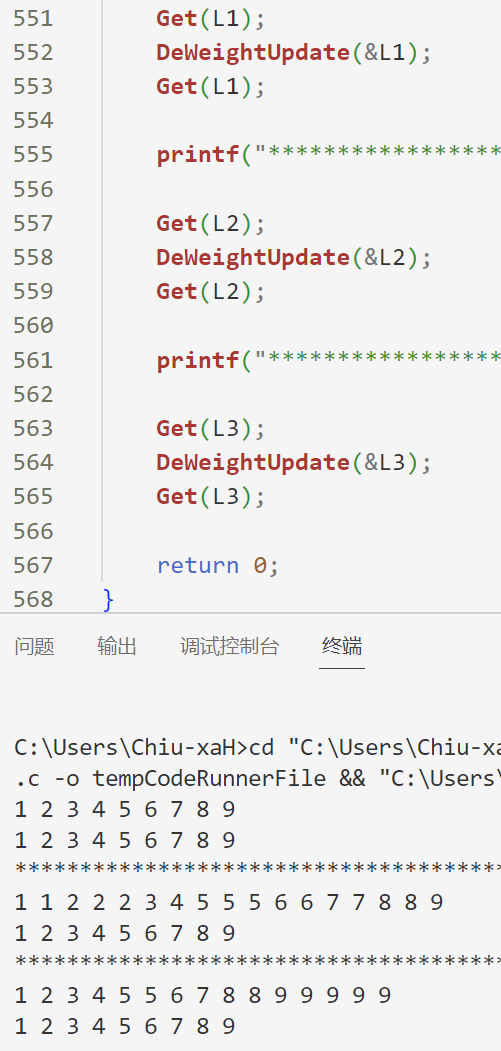 551 Get(L1);
552 DeWeightUpdate(&L1);
553 Get(L1);
554
555 printf("*****************
556
557 Get(L2);
558 DeWeightUpdate(&L2);
559 Get(L2);
560
561 printf("*****************
562
563 Get(L3);
564 DeWeightUpdate(&L3);
565 Get(L3);
566
567 return 0;
568 }
问题 输出 调试控制台 终端
C:\Users\Chiu-xaH>cd "C:\Users\Chiu-xa
.c -o tempCodeRunnerFile && "C:\Users\
1 2 3 4 5 6 7 8 9
1 2 3 4 5 6 7 8 9
**************************************
1 1 2 2 2 3 4 5 5 5 6 6 7 7 8 8 9
1 2 3 4 5 6 7 8 9
**************************************
1 2 3 4 5 5 6 7 8 8 9 9 9 9 9
1 2 3 4 5 6 7 8 9